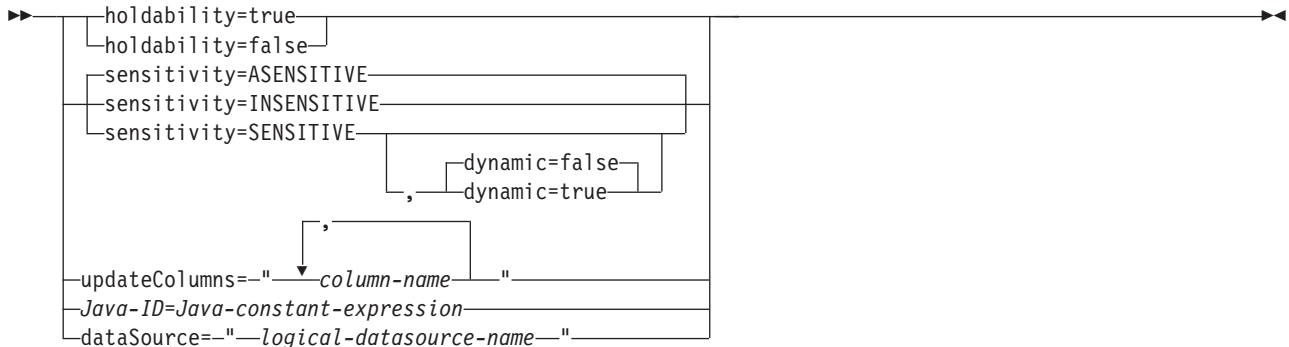 holdability=true
holdability=false
sensitivity=ASENSITIVE
sensitivity=INSENSITIVE
sensitivity=SENSITIVE
dynamic=false
, dynamic=true
,
updateColumns= " column-name "
Java-ID=Java-constant-expression
dataSource= " logical-datasource-name "